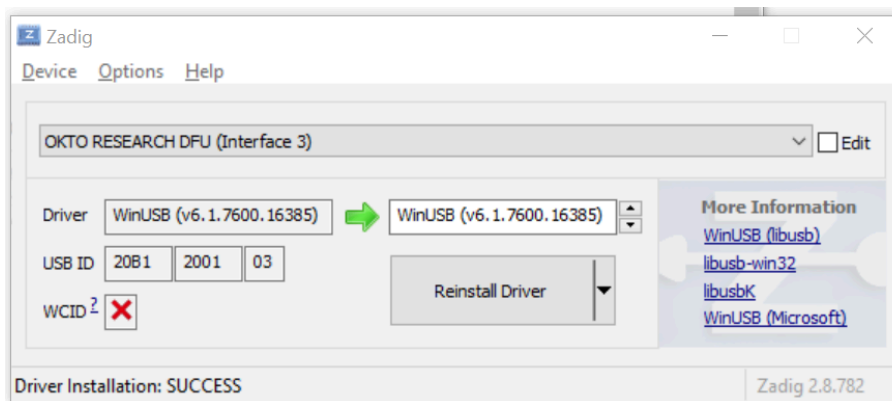 Zadig
Device Options Help
OKTO RESEARCH DFU (Interface 3) Edit
Driver WinUSB (v6.1.7600.16385) WinUSB (v6.1.7600.16385)
USB ID 20B1 2001 03
WCID ?
Reinstall Driver
More Information
WinUSB (libusb)
libusb-win32
libusbK
WinUSB (Microsoft)
Driver Installation: SUCCESS Zadig 2.8.782